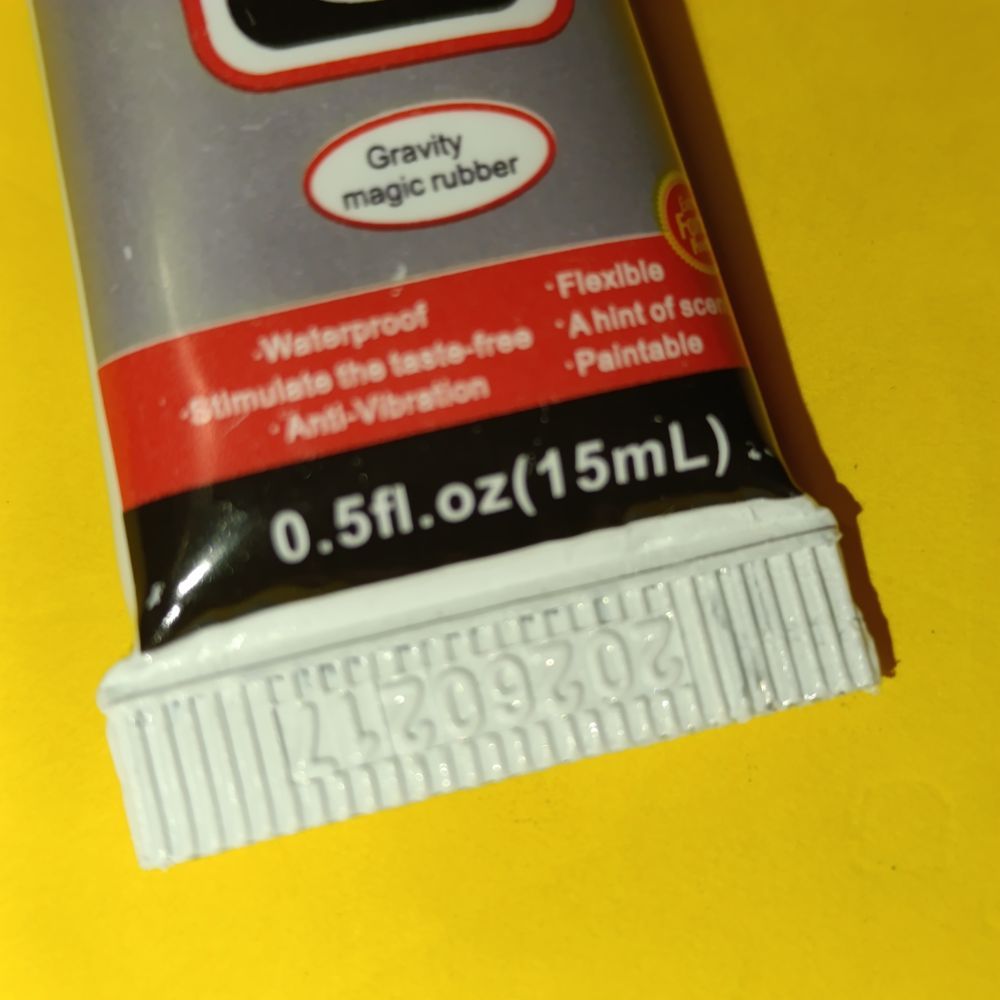 Gravity
magic rubber
·Waterproof
·Stimulate the taste-free
·Anti-Vibration
·Flexible
·A hint of
·Paintable
0.5fl.oz(15mL)
20260217